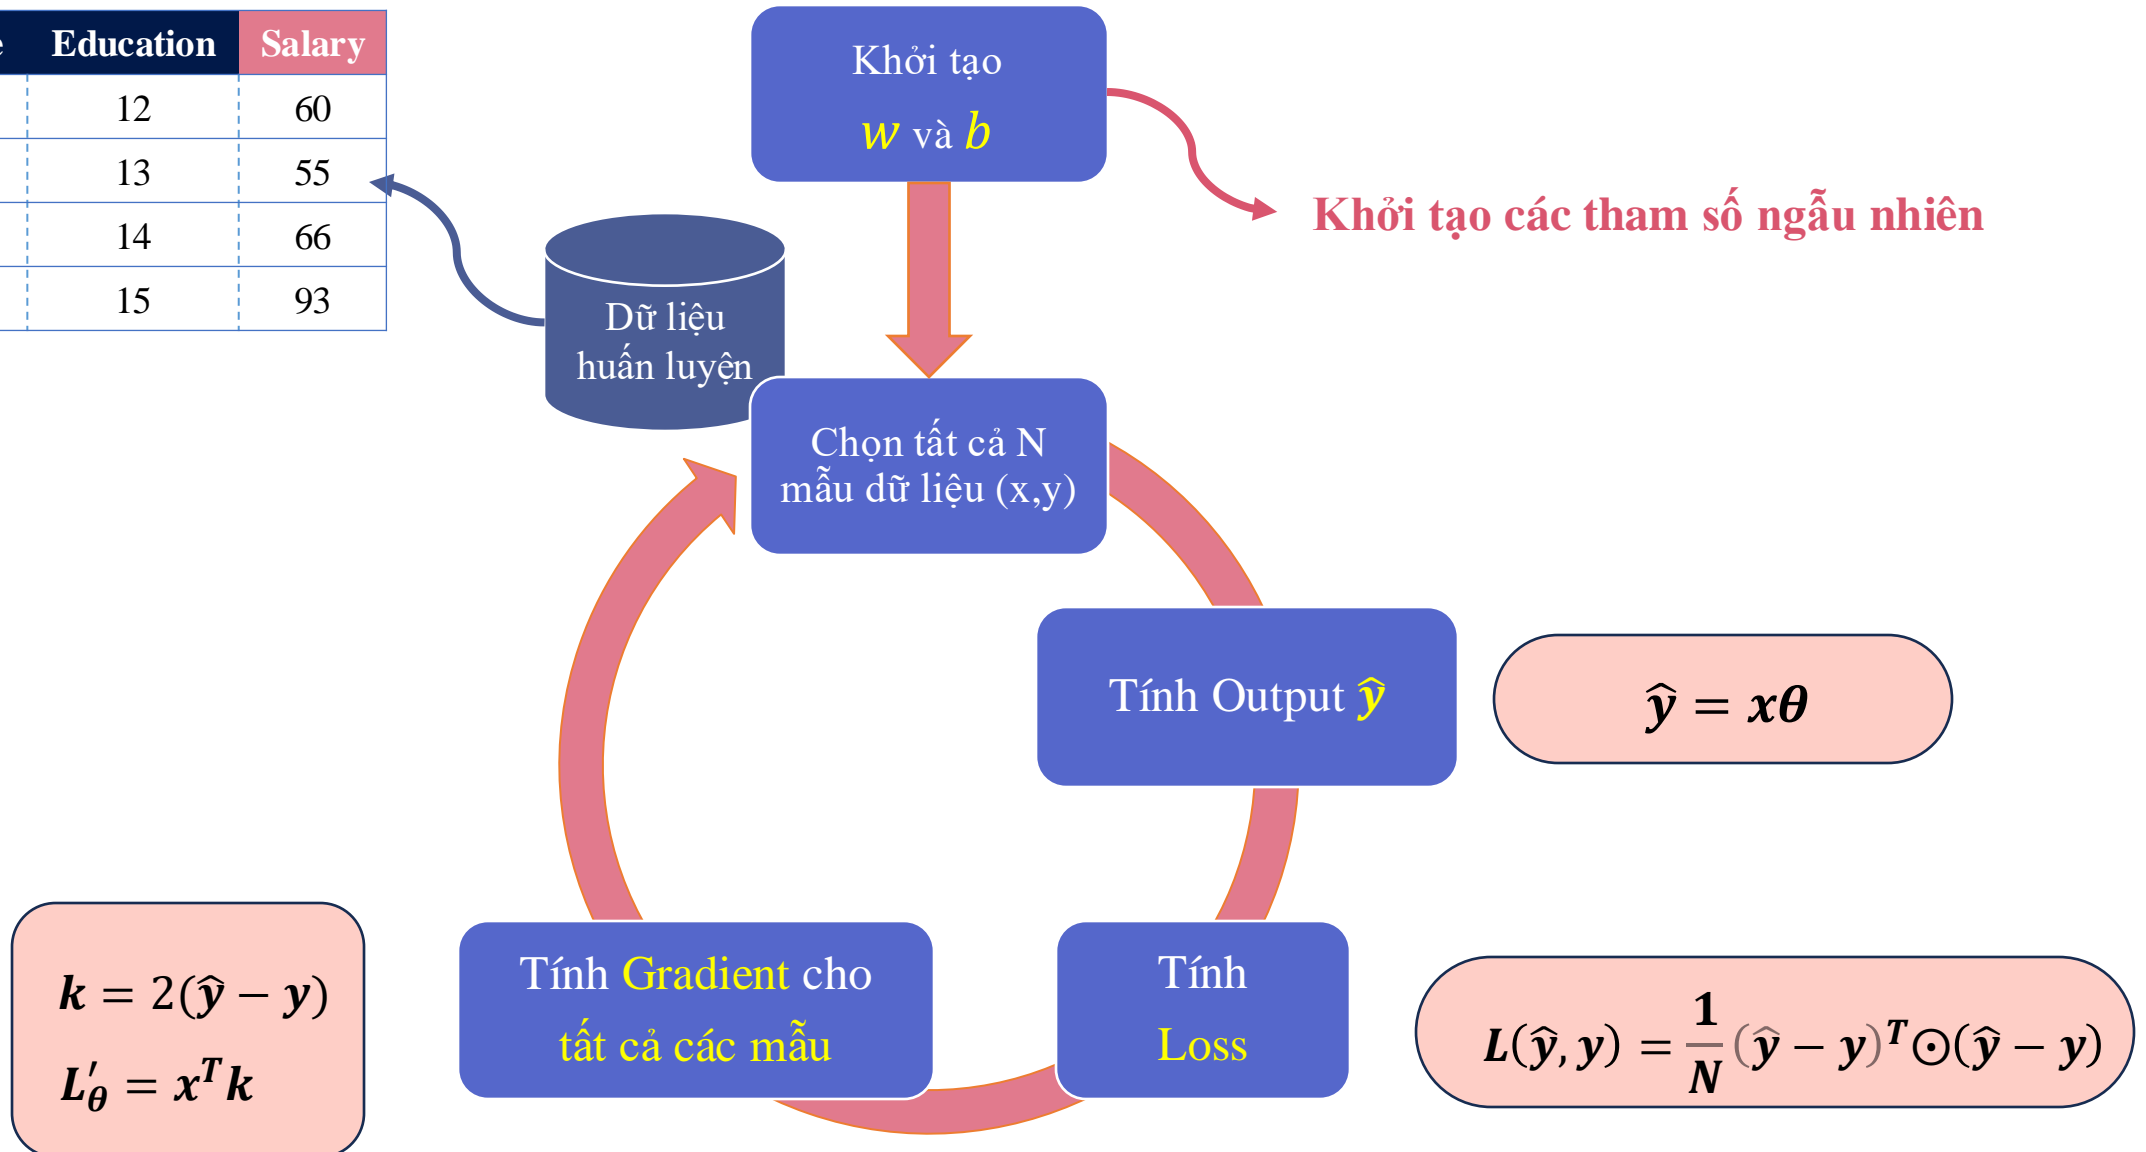 e Education Salary
12 60
13 55
14 66
15 93
Khởi tạo
w và b
Khởi tạo các tham số ngẫu nhiên
Dữ liệu
huấn luyện
Chọn tất cả N
mẫu dữ liệu (x,y)
Tính Output ŷ
ŷ = xθ
Tính
Loss
L(ŷ, y) = 1/N (ŷ − y)ᵀ⊙(ŷ − y)
Tính Gradient cho
tất cả các mẫu
k = 2(ŷ − y)
L′_θ = xᵀk